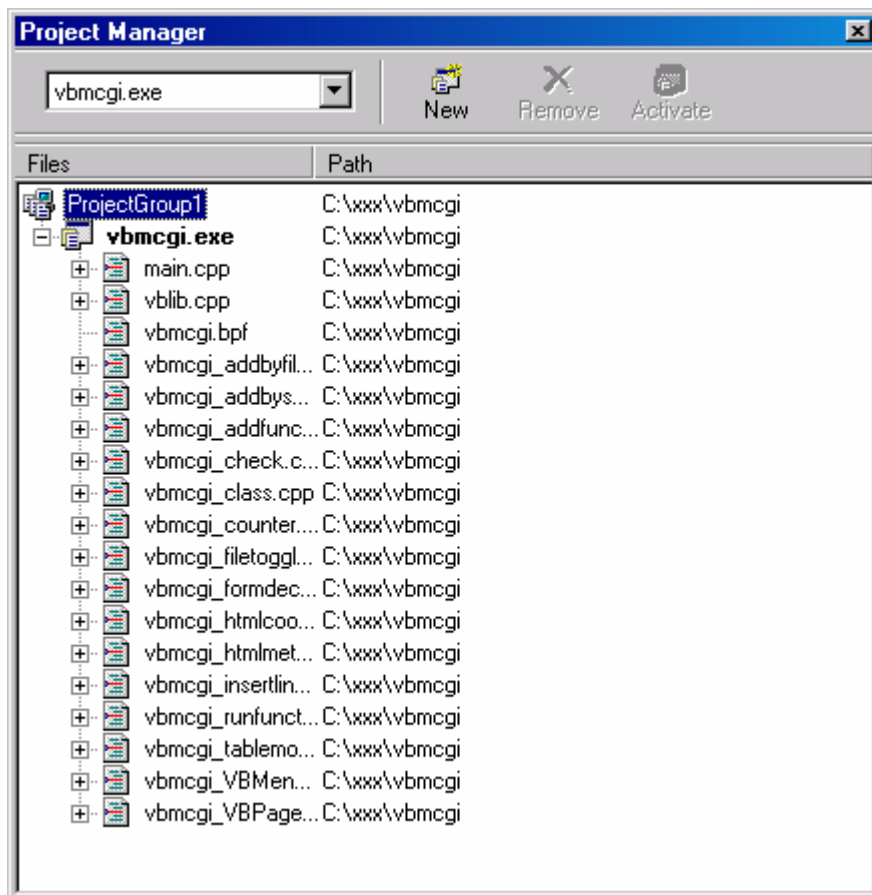 Project Manager
vbmcgi.exe
New Remove Activate
Files Path
ProjectGroup1 C:\xxx\vbmcgi
vbmcgi.exe C:\xxx\vbmcgi
main.cpp C:\xxx\vbmcgi
vblib.cpp C:\xxx\vbmcgi
vbmcgi.bpf C:\xxx\vbmcgi
vbmcgi_addbyfil... C:\xxx\vbmcgi
vbmcgi_addbys... C:\xxx\vbmcgi
vbmcgi_addfunc... C:\xxx\vbmcgi
vbmcgi_check.c... C:\xxx\vbmcgi
vbmcgi_class.cpp C:\xxx\vbmcgi
vbmcgi_counter.... C:\xxx\vbmcgi
vbmcgi_filetoggl... C:\xxx\vbmcgi
vbmcgi_formdec... C:\xxx\vbmcgi
vbmcgi_htmlcoo... C:\xxx\vbmcgi
vbmcgi_htmlmet... C:\xxx\vbmcgi
vbmcgi_insertlin... C:\xxx\vbmcgi
vbmcgi_runfunct... C:\xxx\vbmcgi
vbmcgi_tablemo... C:\xxx\vbmcgi
vbmcgi_VBMen... C:\xxx\vbmcgi
vbmcgi_VBPage... C:\xxx\vbmcgi